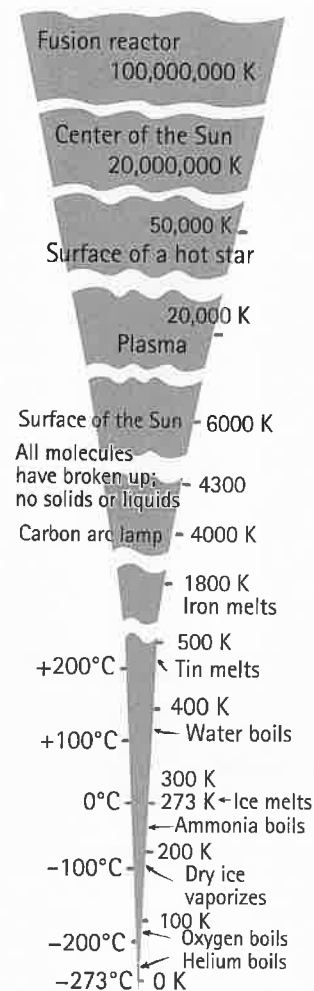 Fusion reactor
100,000,000 K
Center of the Sun
20,000,000 K
50,000 K
Surface of a hot star
20,000 K
Plasma
Surface of the Sun
6000 K
All molecules
have broken up;
no solids or liquids
4300
Carbon arc lamp
4000 K
1800 K
Iron melts
500 K
+200°C
Tin melts
400 K
+100°C
Water boils
300 K
0°C
273 K
Ice melts
Ammonia boils
200 K
−100°C
Dry ice
vaporizes
100 K
−200°C
Oxygen boils
Helium boils
−273°C
0 K